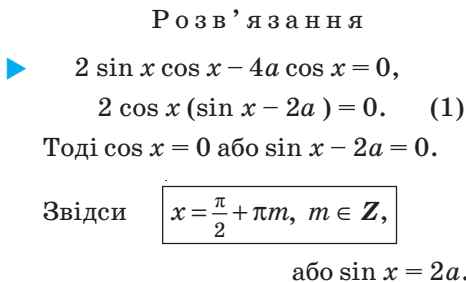 Розв’язання
2 sin x cos x – 4a cos x = 0,
2 cos x (sin x – 2a ) = 0. (1)
Тоді cos x = 0 або sin x – 2a = 0.
Звідси x = π/2 + πm, m ∈ Z,
або sin x = 2a.